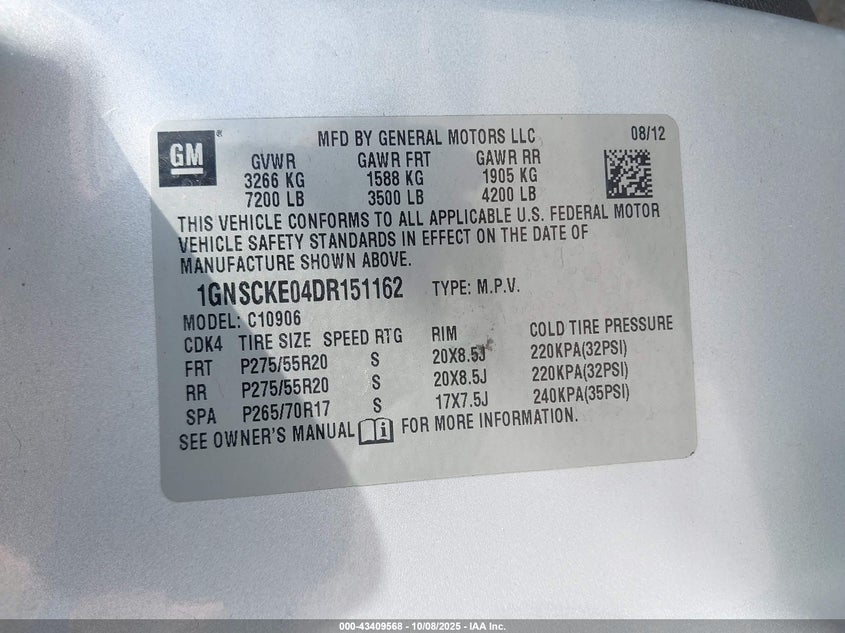 GM ®
MFD BY GENERAL MOTORS LLC 08/12
GVWR GAWR FRT GAWR RR
3266 KG 1588 KG 1905 KG
7200 LB 3500 LB 4200 LB
THIS VEHICLE CONFORMS TO ALL APPLICABLE U.S. FEDERAL MOTOR
VEHICLE SAFETY STANDARDS IN EFFECT ON THE DATE OF
MANUFACTURE SHOWN ABOVE.
1GNSCKE04DR151162 TYPE: M.P.V.
MODEL: C10906
CDK4 TIRE SIZE SPEED RTG RIM COLD TIRE PRESSURE
FRT P275/55R20 S 20X8.5J 220KPA(32PSI)
RR P275/55R20 S 20X8.5J 220KPA(32PSI)
SPA P265/70R17 S 17X7.5J 240KPA(35PSI)
SEE OWNER'S MANUAL i FOR MORE INFORMATION.
000-43409568 - 10/08/2025 - IAA Inc.